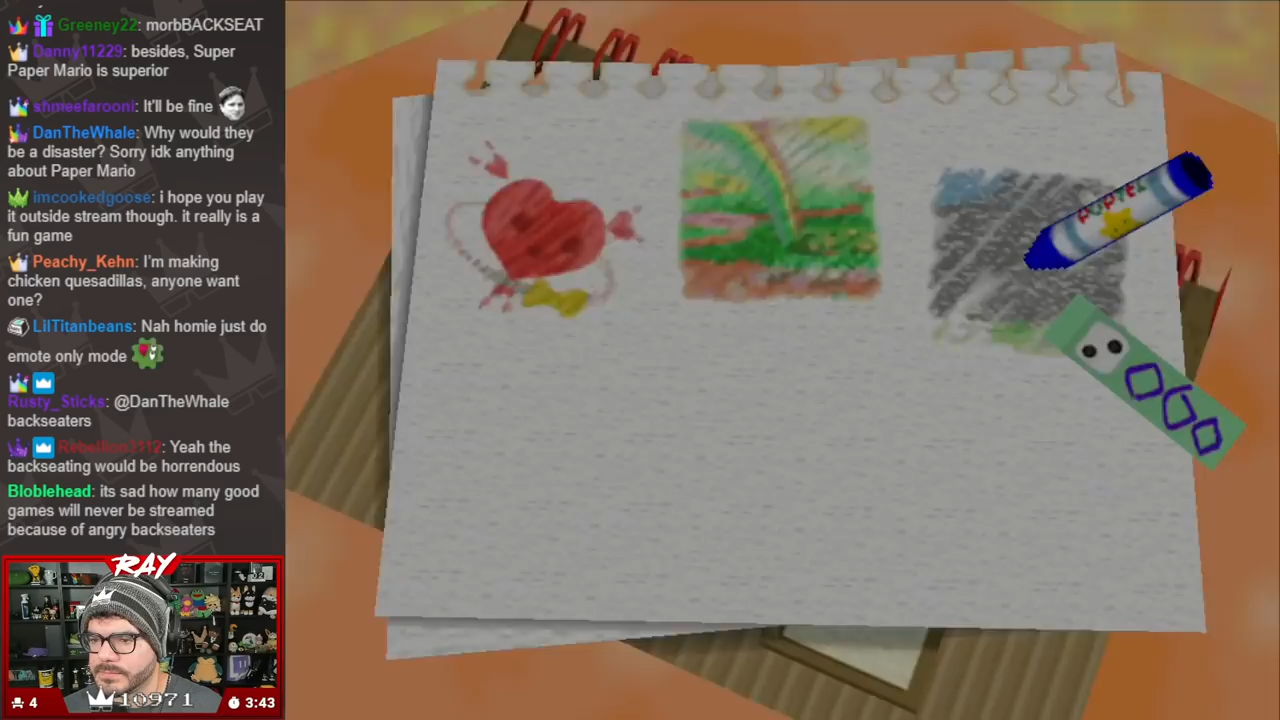 Greeney22: morbBACKSEAT
Danny11229: besides, Super
Paper Mario is superior
shmeefarooni: It'll be fine
DanTheWhale: Why would they
be a disaster? Sorry idk anything
about Paper Mario
imcookedgoose: i hope you play
it outside stream though. it really is a
fun game
Peachy_Kehn: I'm making
chicken quesadillas, anyone want
one?
LilTitanbeans: Nah homie just do
emote only mode
Rusty_Sticks: @DanTheWhale
backseaters
Rebellion2112: Yeah the
backseating would be horrendous
Bloblehead: its sad how many good
games will never be streamed
because of angry backseaters
RAY
4
10971
3:43